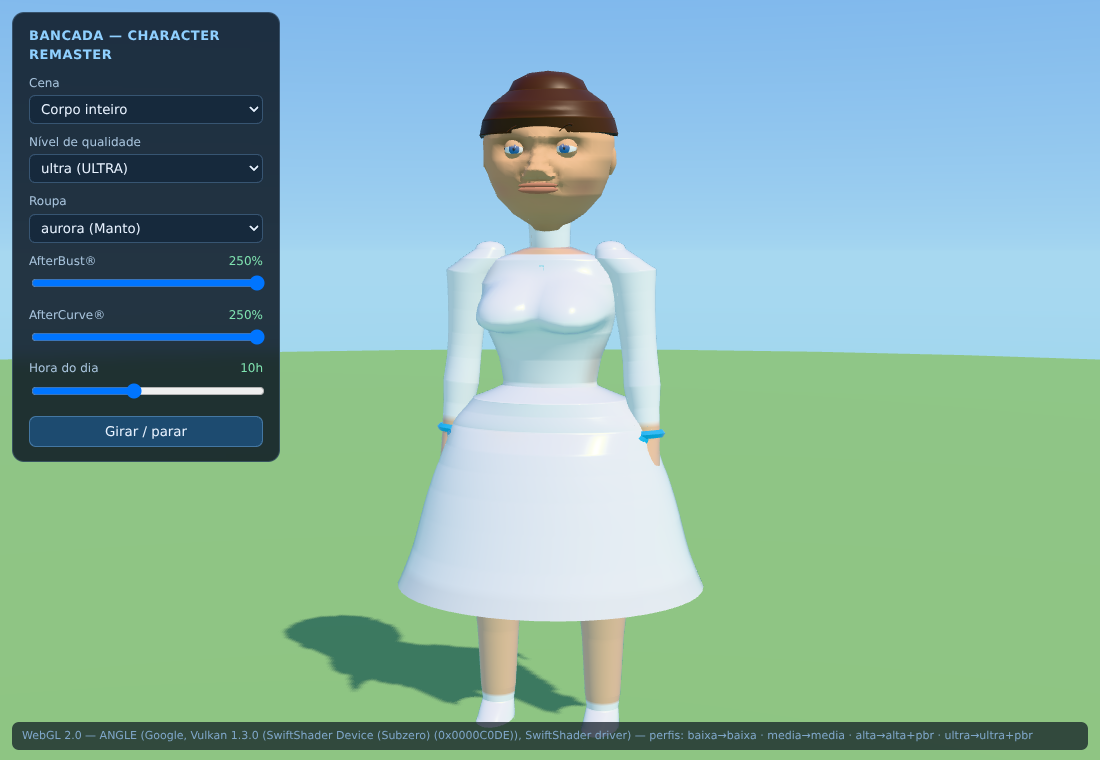 BANCADA — CHARACTER
REMASTER
Cena
Corpo inteiro
Nível de qualidade
ultra (ULTRA)
Roupa
aurora (Manto)
AfterBust® 250%
AfterCurve® 250%
Hora do dia 10h
Girar / parar
WebGL 2.0 — ANGLE (Google, Vulkan 1.3.0 (SwiftShader Device (Subzero) (0x0000C0DE)), SwiftShader driver) — perfis: baixa→baixa · media→media · alta→alta+pbr · ultra→ultra+pbr